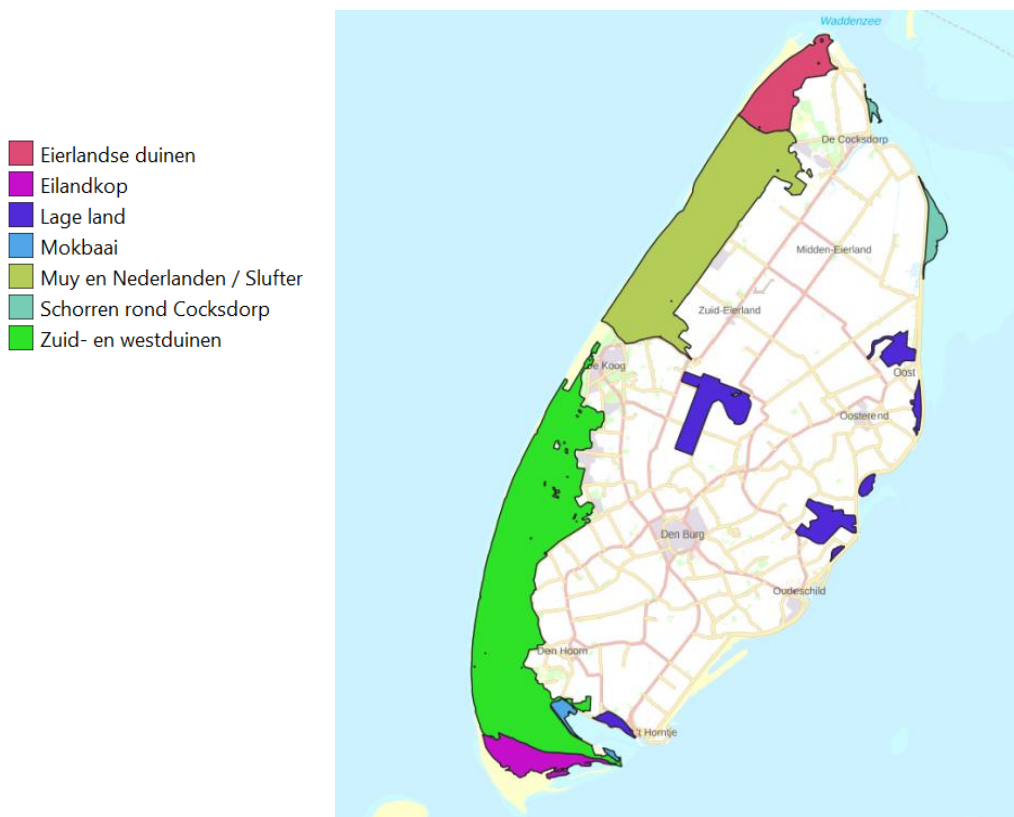 Eierlandse duinen
Eilandkop
Lage land
Mokbaai
Muy en Nederlanden / Slufter
Schorren rond Cocksdorp
Zuid- en westduinen
Waddenzee
De Cocksdorp
Midden-Eierland
Zuid-Eierland
De Koog
Oost
Oosterend
Den Burg
Oudeschild
Den Hoorn
't Horntje